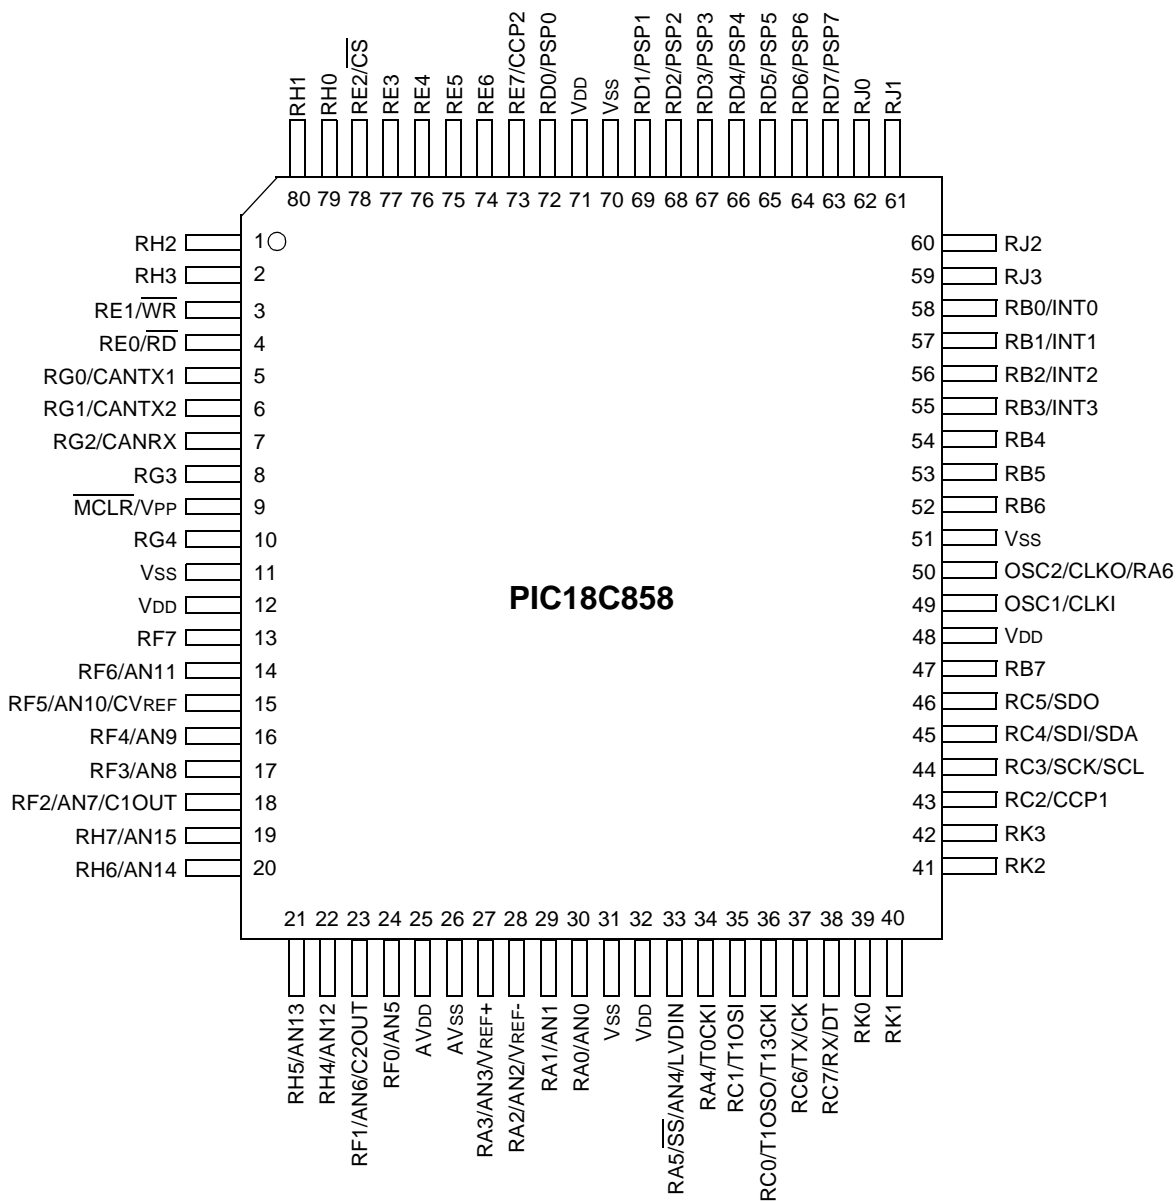 RH1
RH0
RE2/CS
RE3
RE4
RE5
RE6
RE7/CCP2
RD0/PSP0
VDD
VSS
RD1/PSP1
RD2/PSP2
RD3/PSP3
RD4/PSP4
RD5/PSP5
RD6/PSP6
RD7/PSP7
RJ0
RJ1
80 79 78 77 76 75 74 73 72 71 70 69 68 67 66 65 64 63 62 61
RH2 1 60 RJ2
RH3 2 59 RJ3
RE1/WR 3 58 RB0/INT0
RE0/RD 4 57 RB1/INT1
RG0/CANTX1 5 56 RB2/INT2
RG1/CANTX2 6 55 RB3/INT3
RG2/CANRX 7 54 RB4
RG3 8 53 RB5
MCLR/VPP 9 52 RB6
RG4 10 51 VSS
VSS 11 50 OSC2/CLKO/RA6
VDD 12 49 OSC1/CLKI
PIC18C858
RF7 13 48 VDD
RF6/AN11 14 47 RB7
RF5/AN10/CVREF 15 46 RC5/SDO
RF4/AN9 16 45 RC4/SDI/SDA
RF3/AN8 17 44 RC3/SCK/SCL
RF2/AN7/C1OUT 18 43 RC2/CCP1
RH7/AN15 19 42 RK3
RH6/AN14 20 41 RK2
21 22 23 24 25 26 27 28 29 30 31 32 33 34 35 36 37 38 39 40
RH5/AN13
RH4/AN12
RF1/AN6/C2OUT
RF0/AN5
AVDD
AVSS
RA3/AN3/VREF+
RA2/AN2/VREF-
RA1/AN1
RA0/AN0
VSS
VDD
RA5/SS/AN4/LVDIN
RA4/T0CKI
RC1/T1OSI
RC0/T1OSO/T13CKI
RC6/TX/CK
RC7/RX/DT
RK0
RK1